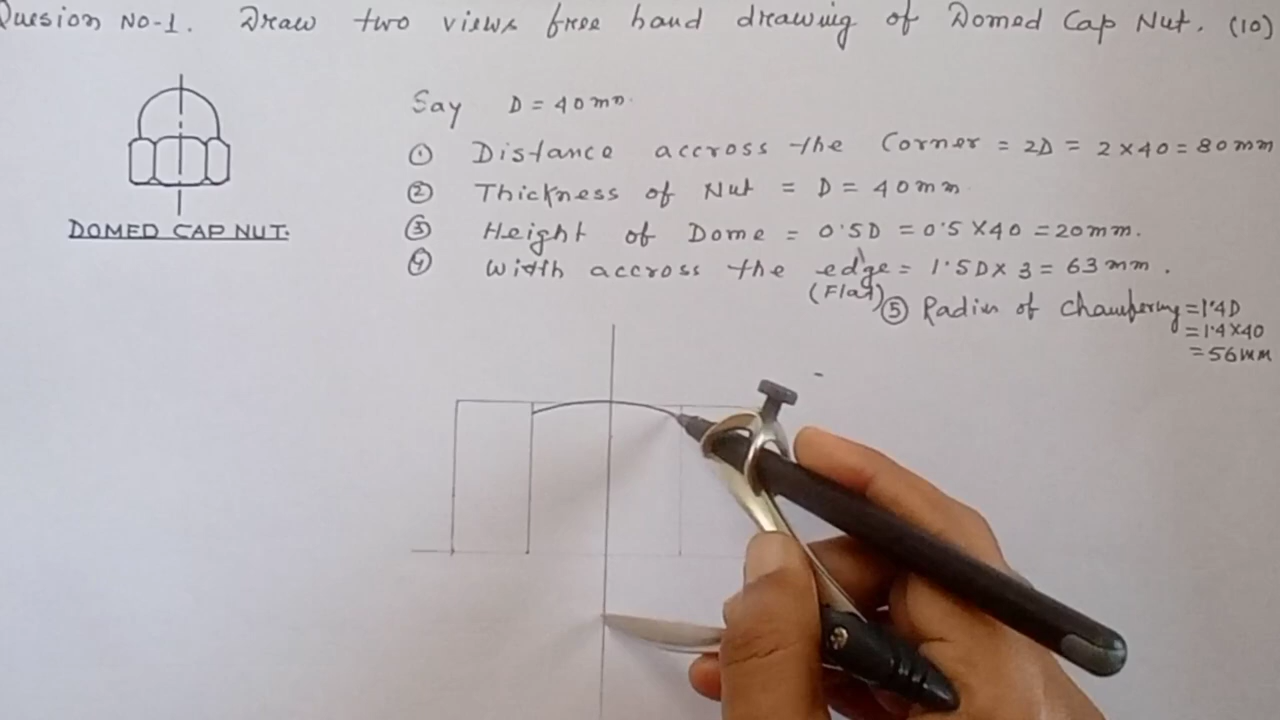 Quesion No-1. Draw two views free hand drawing of Domed Cap Nut. (10)
Say D = 40mm.
① Distance accross the Corner = 2D = 2 × 40 = 80mm
② Thickness of Nut = D = 40mm
③ Height of Dome = 0.5D = 0.5 × 40 = 20mm.
④ Width accross the edge = 1.5D × 3 = 63mm.
(Flat)
⑤ Radius of Chamfering = 1.4D
= 1.4 × 40
= 56mm
DOMED CAP NUT.